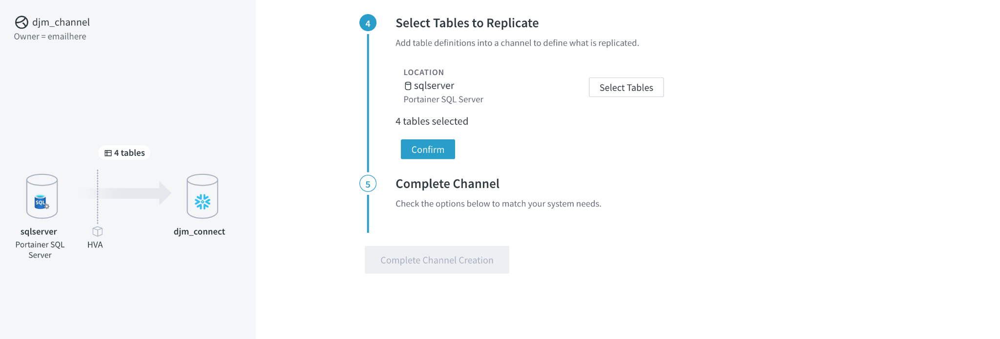 djm_channel
Owner = emailhere
4 tables
SQL
sqlserver
Portainer SQL
Server
HVA
djm_connect
4
Select Tables to Replicate
Add table definitions into a channel to define what is replicated.
LOCATION
sqlserver
Portainer SQL Server
Select Tables
4 tables selected
Confirm
5
Complete Channel
Check the options below to match your system needs.
Complete Channel Creation